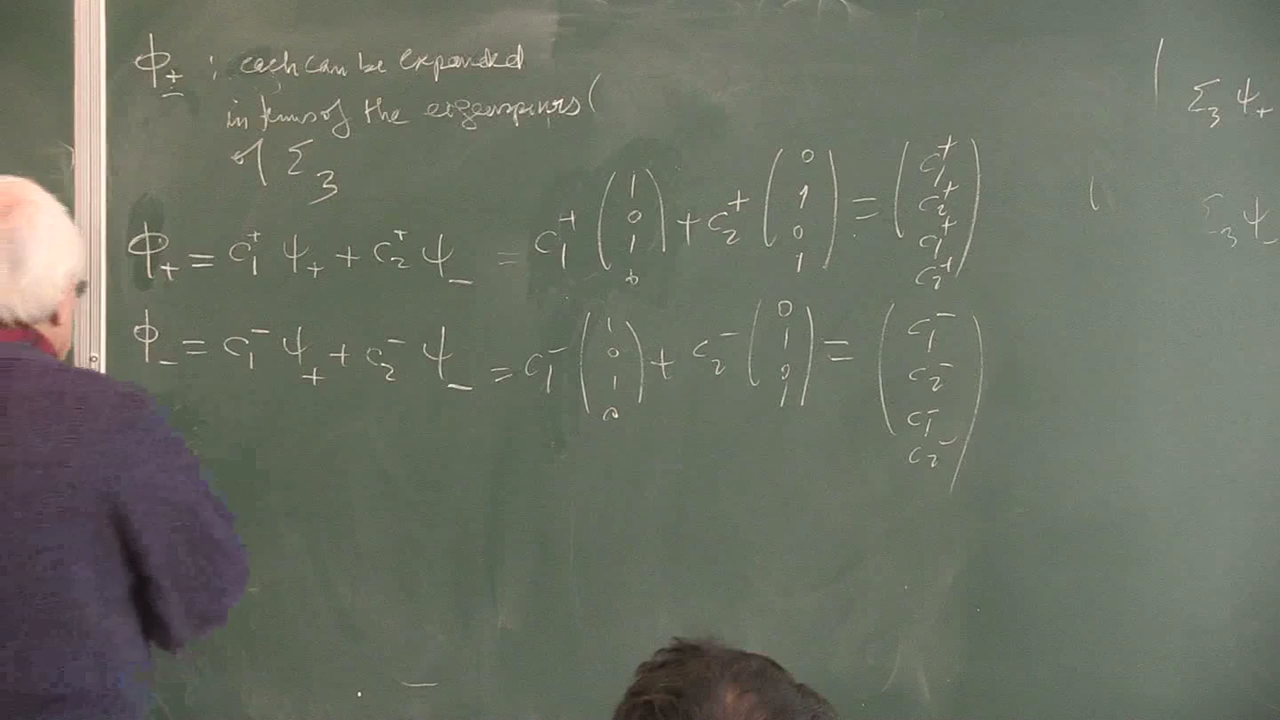 ϕ± : each can be expanded
in terms of the eigenspinors (
of Σ₃
ϕ₊ = c₁⁺ ψ₊ + c₂⁺ ψ₋ = c₁⁺ (1 0 1 0) + c₂⁺ (0 1 0 1) = (c₁⁺ c₂⁺ c₁⁺ c₂⁺)
ϕ₋ = c₁⁻ ψ₊ + c₂⁻ ψ₋ = c₁⁻ (1 0 1 0) + c₂⁻ (0 1 0 1) = (c₁⁻ c₂⁻ c₁⁻ c₂⁻)
Σ₃ ψ₊
Σ₃ ψ₋